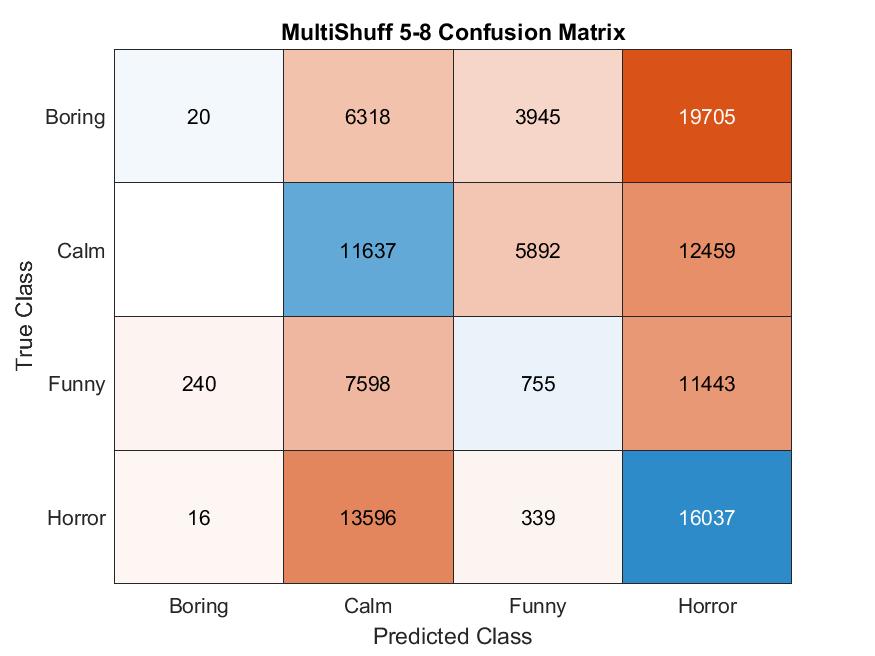 MultiShuff 5-8 Confusion Matrix
Boring 20 6318 3945 19705
Calm 11637 5892 12459
Funny 240 7598 755 11443
Horror 16 13596 339 16037
Boring Calm Funny Horror
Predicted Class
True Class